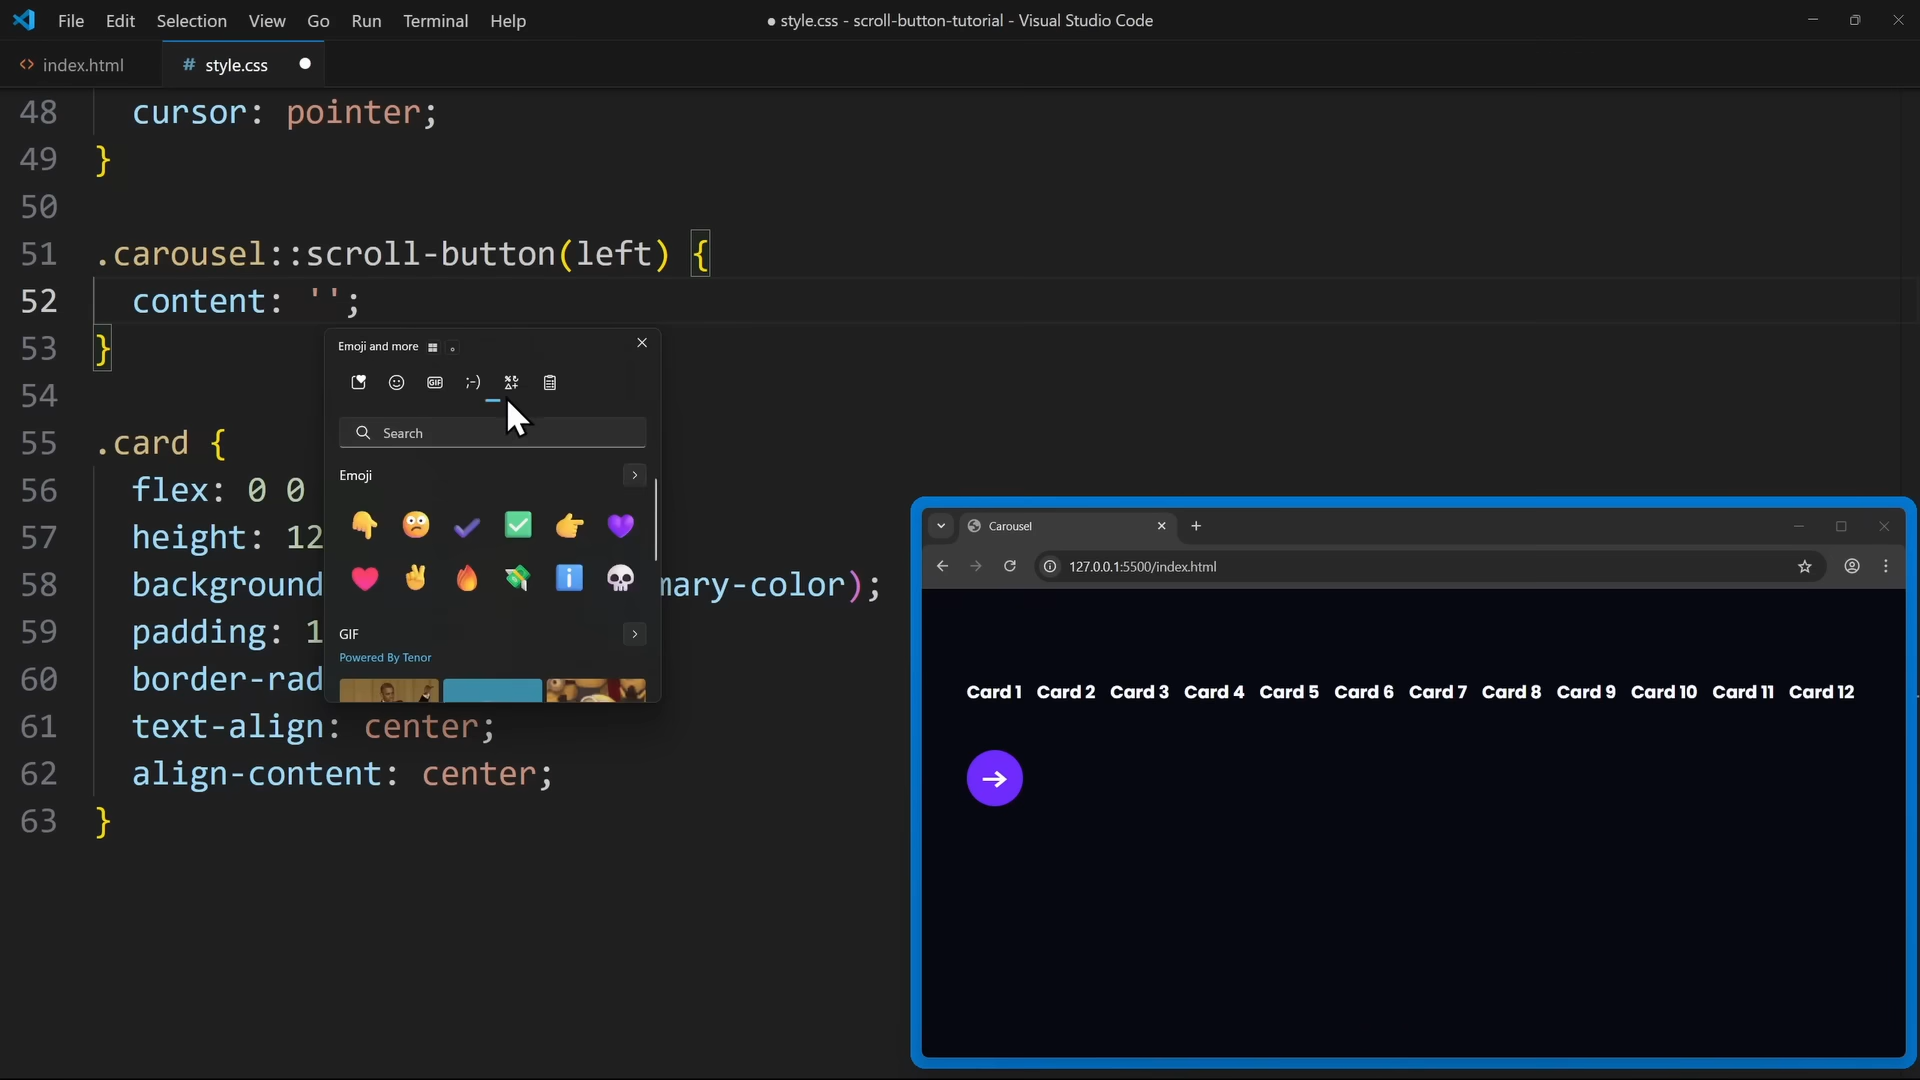 File Edit Selection View Go Run Terminal Help
● style.css - scroll-button-tutorial - Visual Studio Code
<> index.html
# style.css
48 cursor: pointer;
49 }
50
51 .carousel::scroll-button(left) {
52 content: '';
53 }
54
55 .card {
56 flex: 0 0
57 height: 12
58 background mary-color);
59 padding: 1
60 border-rad
61 text-align: center;
62 align-content: center;
63 }
Emoji and more
GIF ;-)
Search
Emoji
GIF
Powered By Tenor
Carousel
127.0.0.1:5500/index.html
Card 1 Card 2 Card 3 Card 4 Card 5 Card 6 Card 7 Card 8 Card 9 Card 10 Card 11 Card 12
→